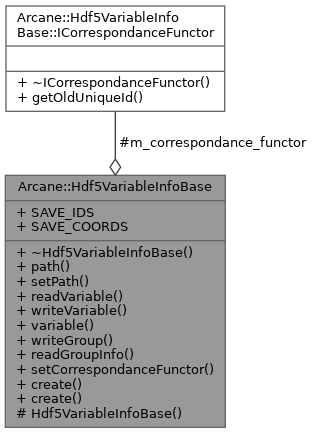 Arcane::Hdf5VariableInfo
Base::ICorrespondanceFunctor
+ ~ICorrespondanceFunctor()
+ getOldUniqueId()
#m_correspondance_functor
Arcane::Hdf5VariableInfoBase
+ SAVE_IDS
+ SAVE_COORDS
+ ~Hdf5VariableInfoBase()
+ path()
+ setPath()
+ readVariable()
+ writeVariable()
+ variable()
+ writeGroup()
+ readGroupInfo()
+ setCorrespondanceFunctor()
+ create()
+ create()
# Hdf5VariableInfoBase()